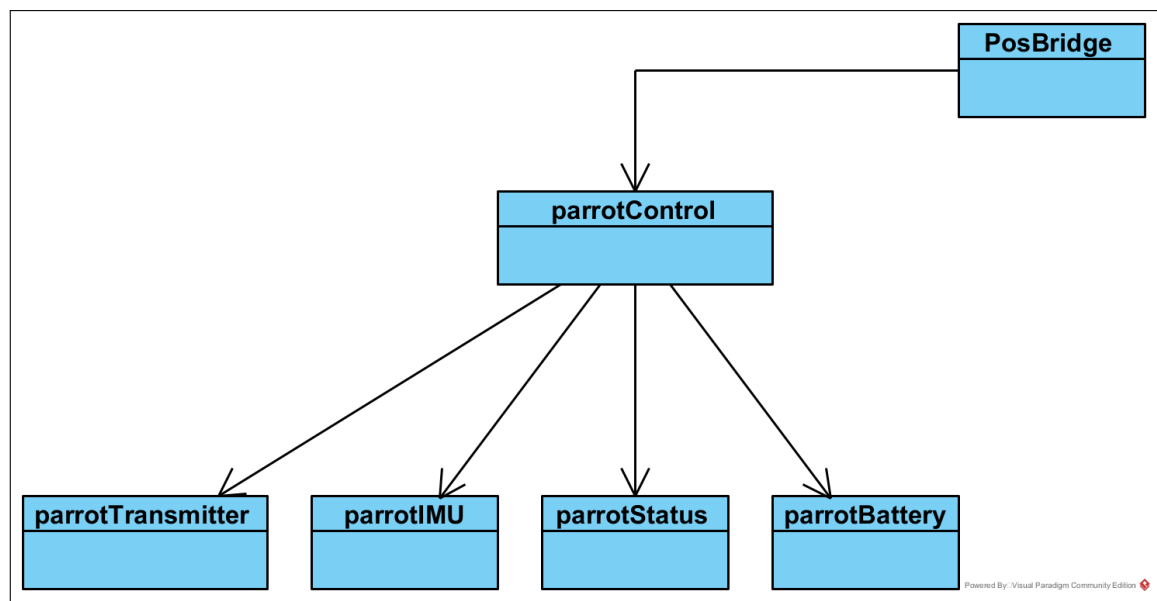 PosBridge
parrotControl
parrotTransmitter
parrotIMU
parrotStatus
parrotBattery
Powered By Visual Paradigm Community Edition